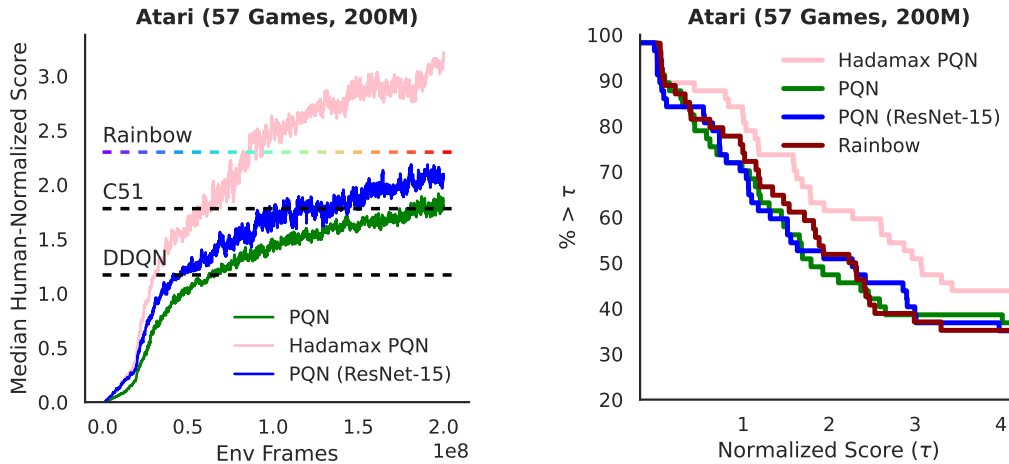 Atari (57 Games, 200M)
Median Human-Normalized Score
3.0
2.5
2.0
1.5
1.0
0.5
0.0
Rainbow
C51
DDQN
PQN
Hadamax PQN
PQN (ResNet-15)
0.0 0.5 1.0 1.5 2.0
1e8
Env Frames
Atari (57 Games, 200M)
% > τ
100
90
80
70
60
50
40
30
20
Hadamax PQN
PQN
PQN (ResNet-15)
Rainbow
1 2 3 4
Normalized Score (τ)